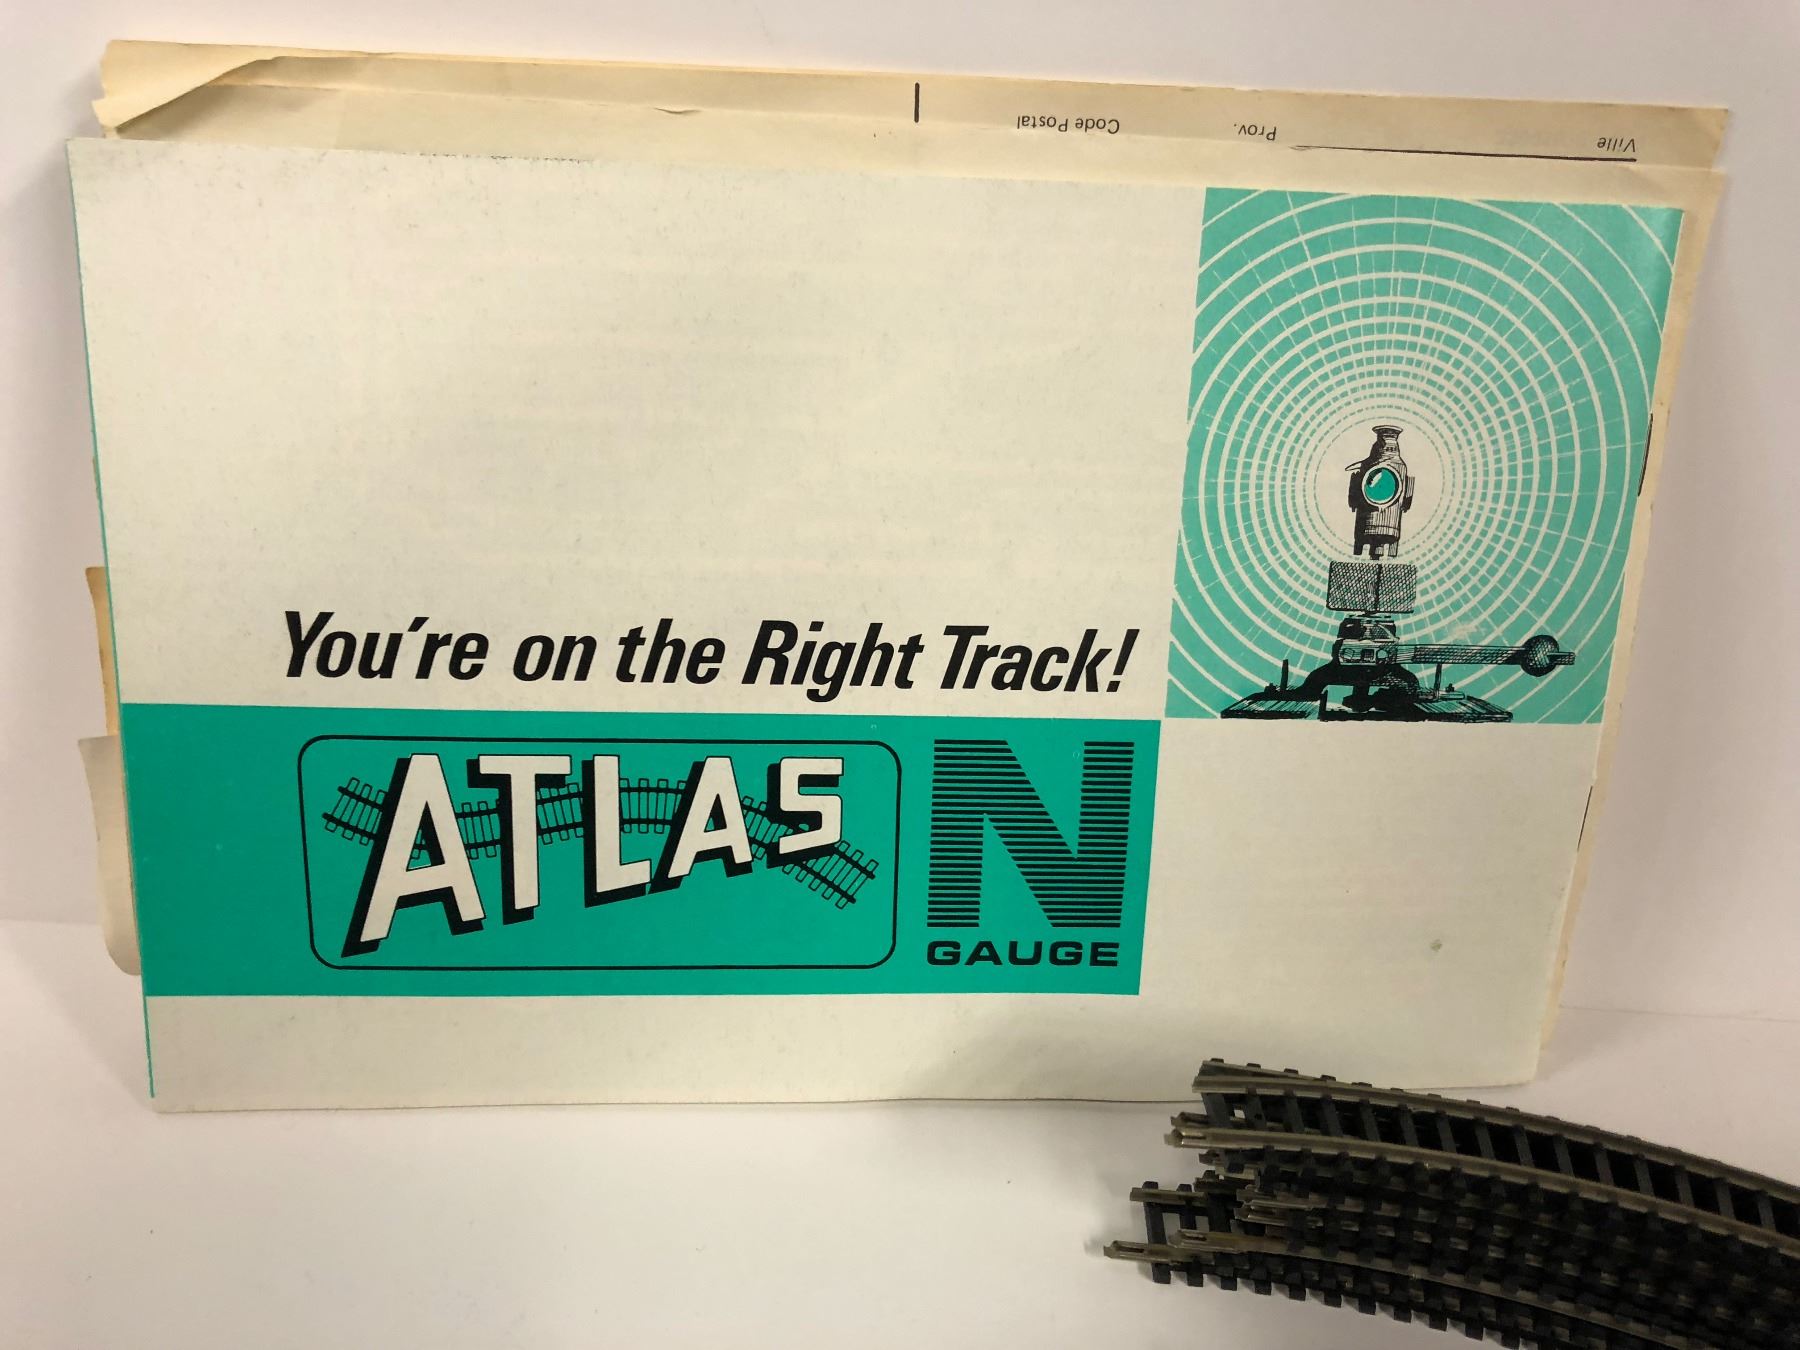 Ville
Prov.
Code Postal
You're on the Right Track!
ATLAS
N
GAUGE